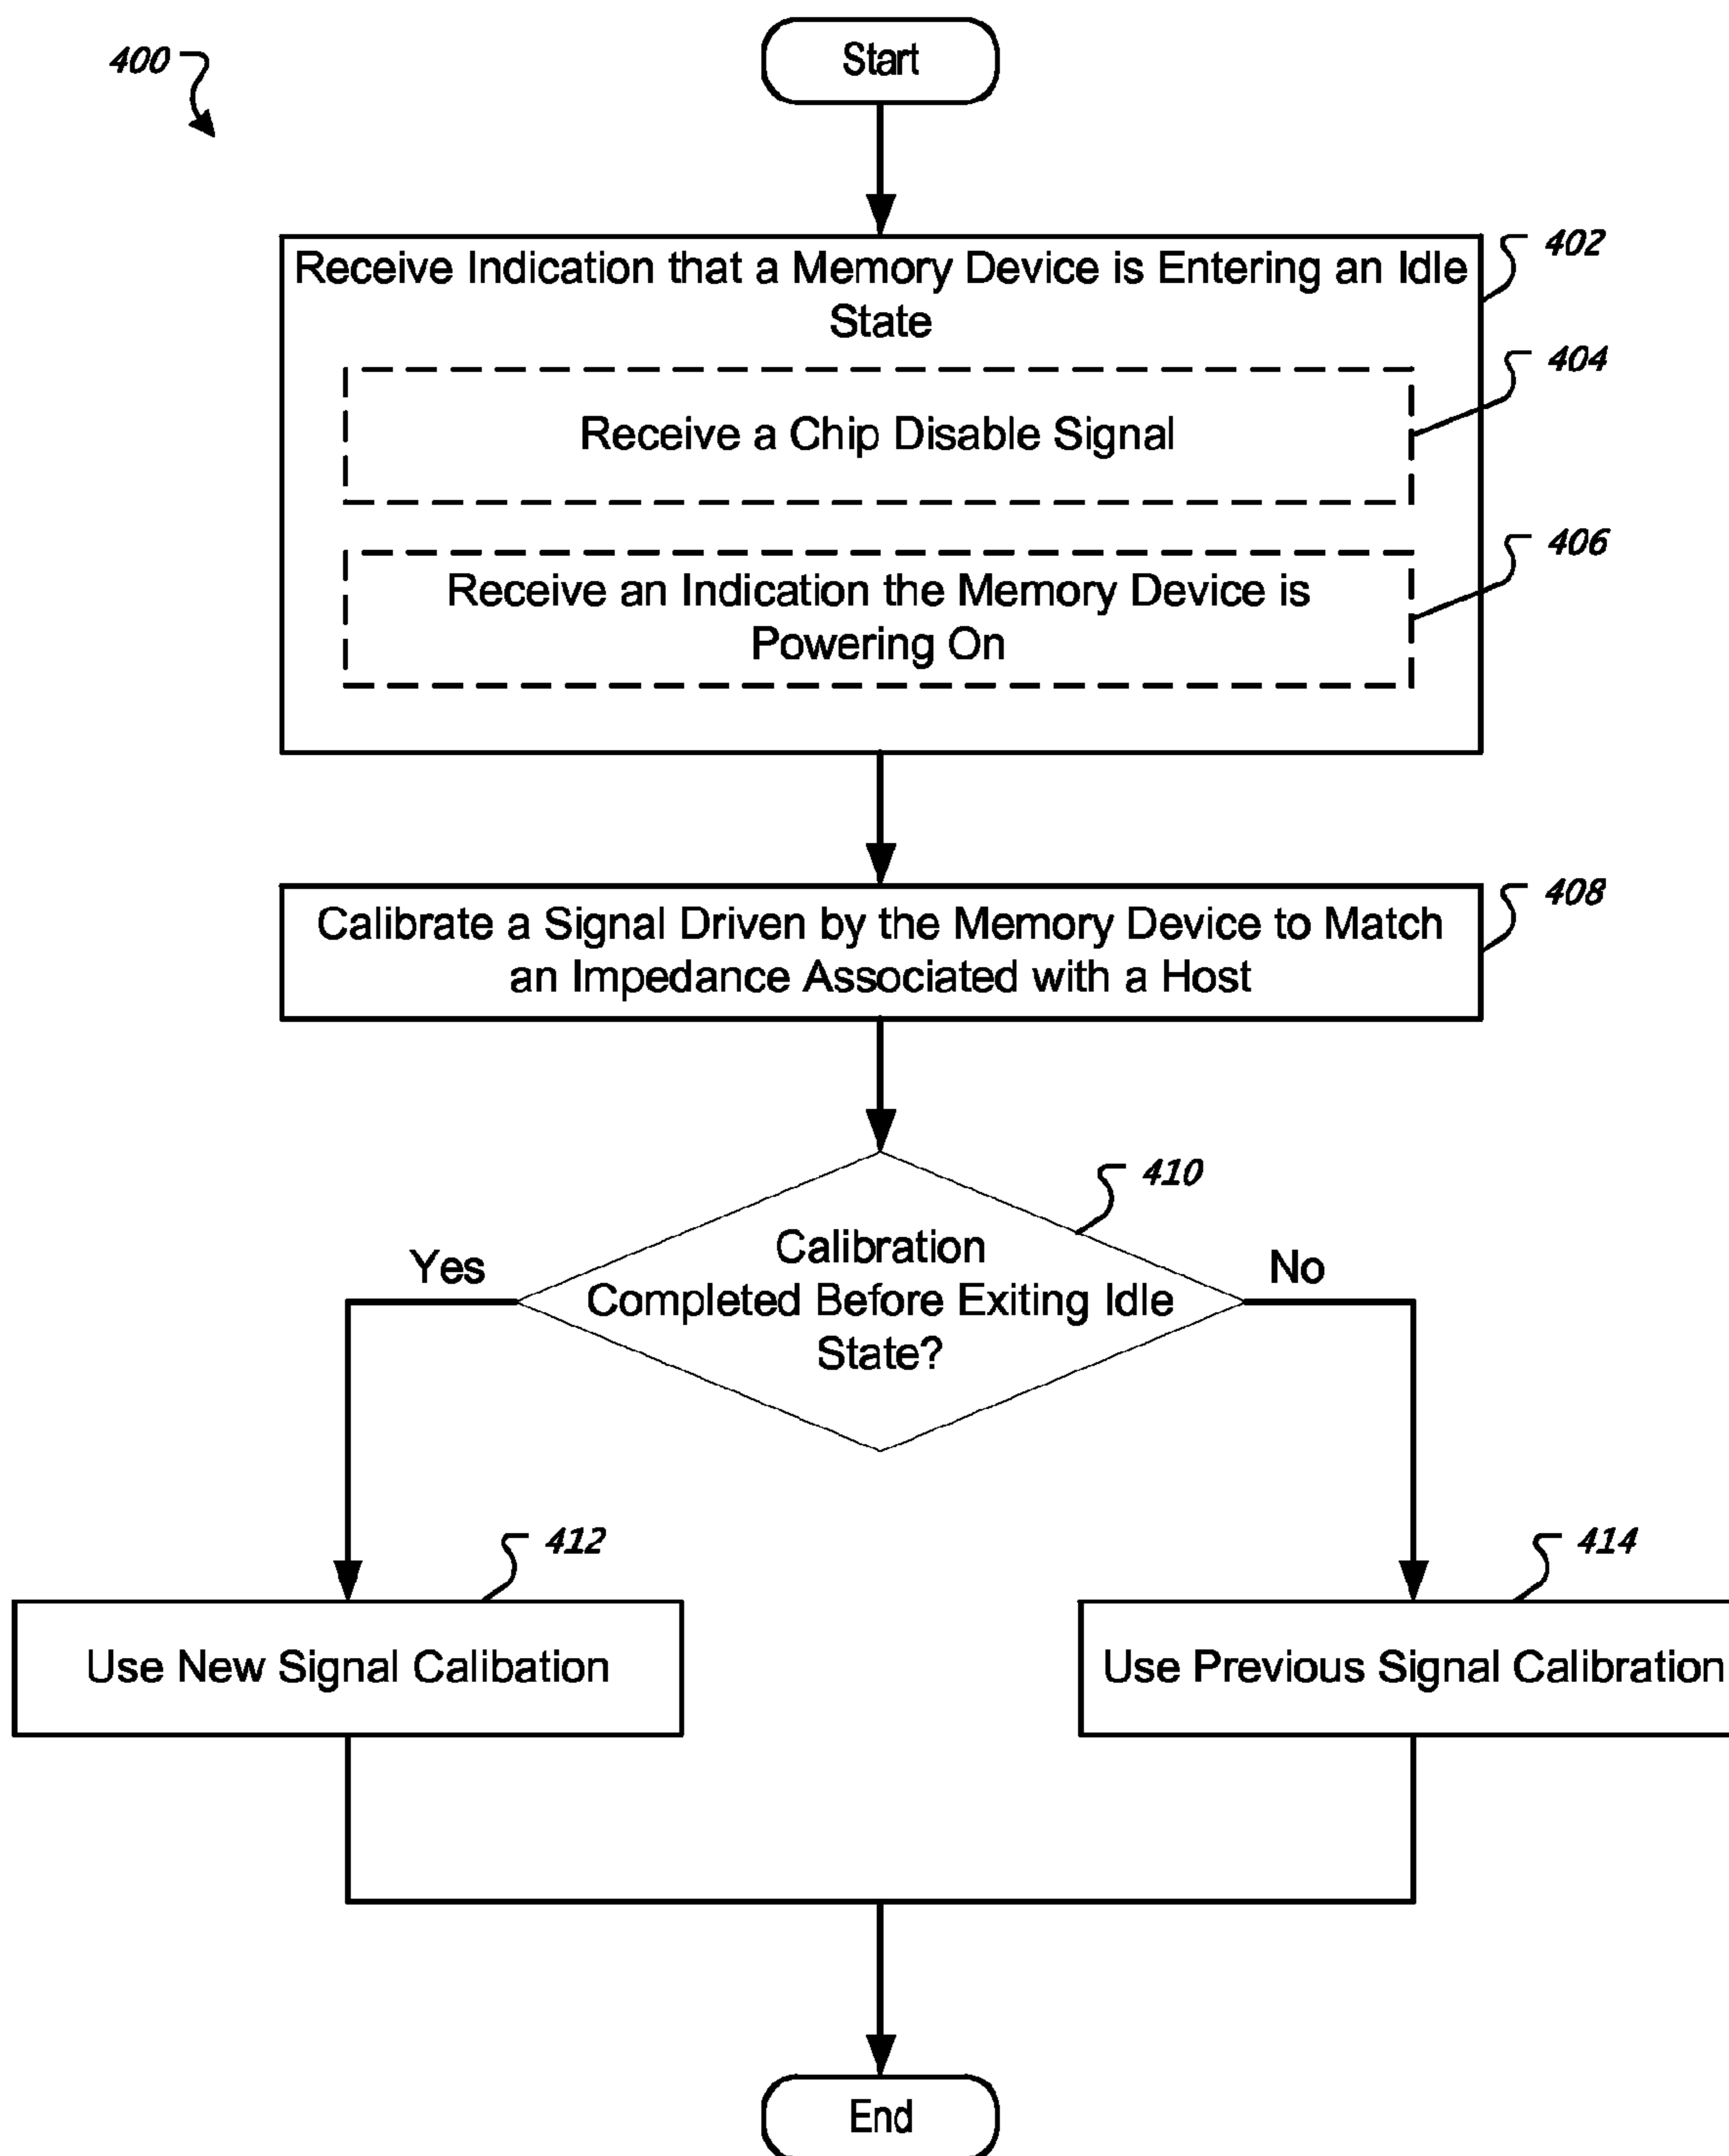 400
Start
402
Receive Indication that a Memory Device is Entering an Idle
State
404
Receive a Chip Disable Signal
406
Receive an Indication the Memory Device is
Powering On
408
Calibrate a Signal Driven by the Memory Device to Match
an Impedance Associated with a Host
410
Calibration
Completed Before Exiting Idle
State?
Yes
No
412
Use New Signal Calibation
414
Use Previous Signal Calibration
End